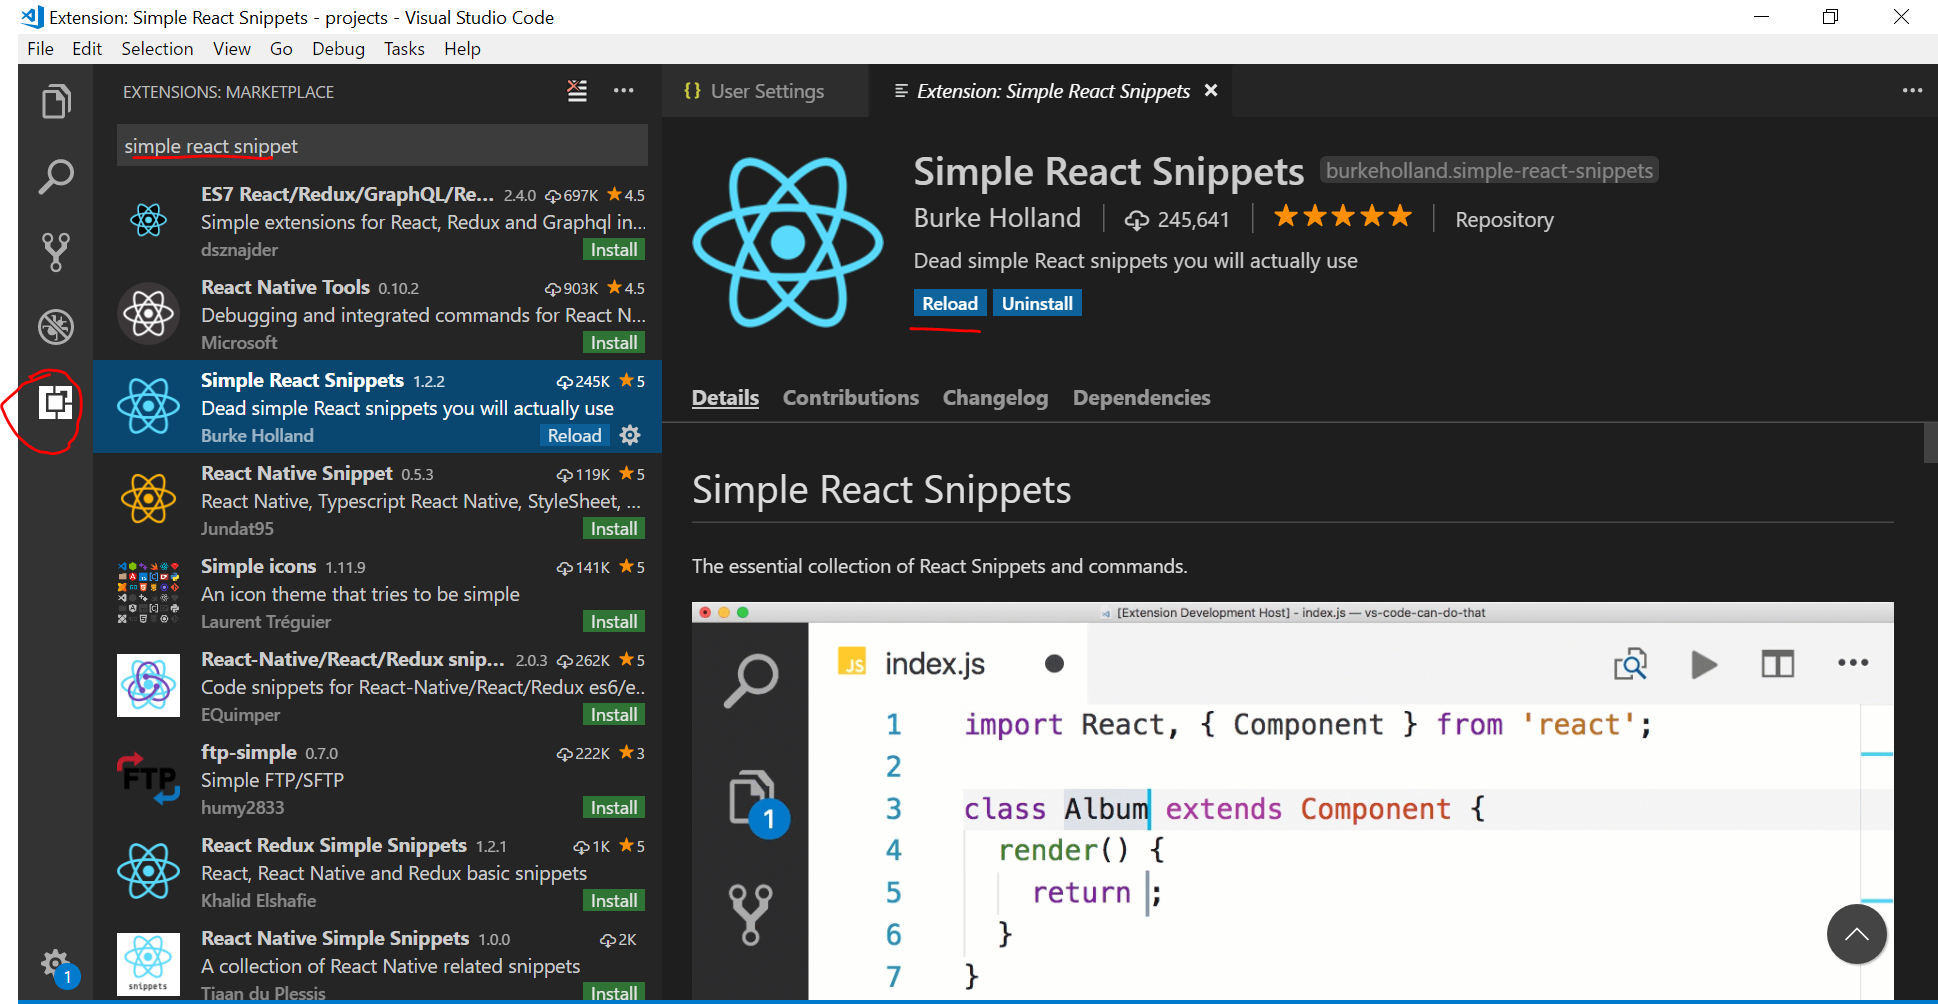 Extension: Simple React Snippets - projects - Visual Studio Code
File Edit Selection View Go Debug Tasks Help
EXTENSIONS: MARKETPLACE
simple react snippet
ES7 React/Redux/GraphQL/Re... 2.4.0 697K 4.5
Simple extensions for React, Redux and Graphql in...
dsznajder Install
React Native Tools 0.10.2 903K 4.5
Debugging and integrated commands for React N...
Microsoft Install
Simple React Snippets 1.2.2 245K 5
Dead simple React snippets you will actually use
Burke Holland Reload
React Native Snippet 0.5.3 119K 5
React Native, Typescript React Native, StyleSheet, ...
Jundat95 Install
Simple icons 1.11.9 141K 5
An icon theme that tries to be simple
Laurent Tréguier Install
React-Native/React/Redux snip... 2.0.3 262K 5
Code snippets for React-Native/React/Redux es6/e..
EQuimper Install
ftp-simple 0.7.0 222K 3
FTP
Simple FTP/SFTP
humy2833 Install
React Redux Simple Snippets 1.2.1 1K 5
React, React Native and Redux basic snippets
Khalid Elshafie Install
React Native Simple Snippets 1.0.0 2K
A collection of React Native related snippets
snippets
Tiaan du Plessis Install
1
{} User Settings
Extension: Simple React Snippets
Simple React Snippets burkeholland.simple-react-snippets
Burke Holland 245,641 Repository
Dead simple React snippets you will actually use
Reload Uninstall
Details Contributions Changelog Dependencies
Simple React Snippets
The essential collection of React Snippets and commands.
[Extension Development Host] - index.js — vs-code-can-do-that
JS index.js
1
1 import React, { Component } from 'react';
2
3 class Album extends Component {
4 render() {
5 return ;
6 }
7 }